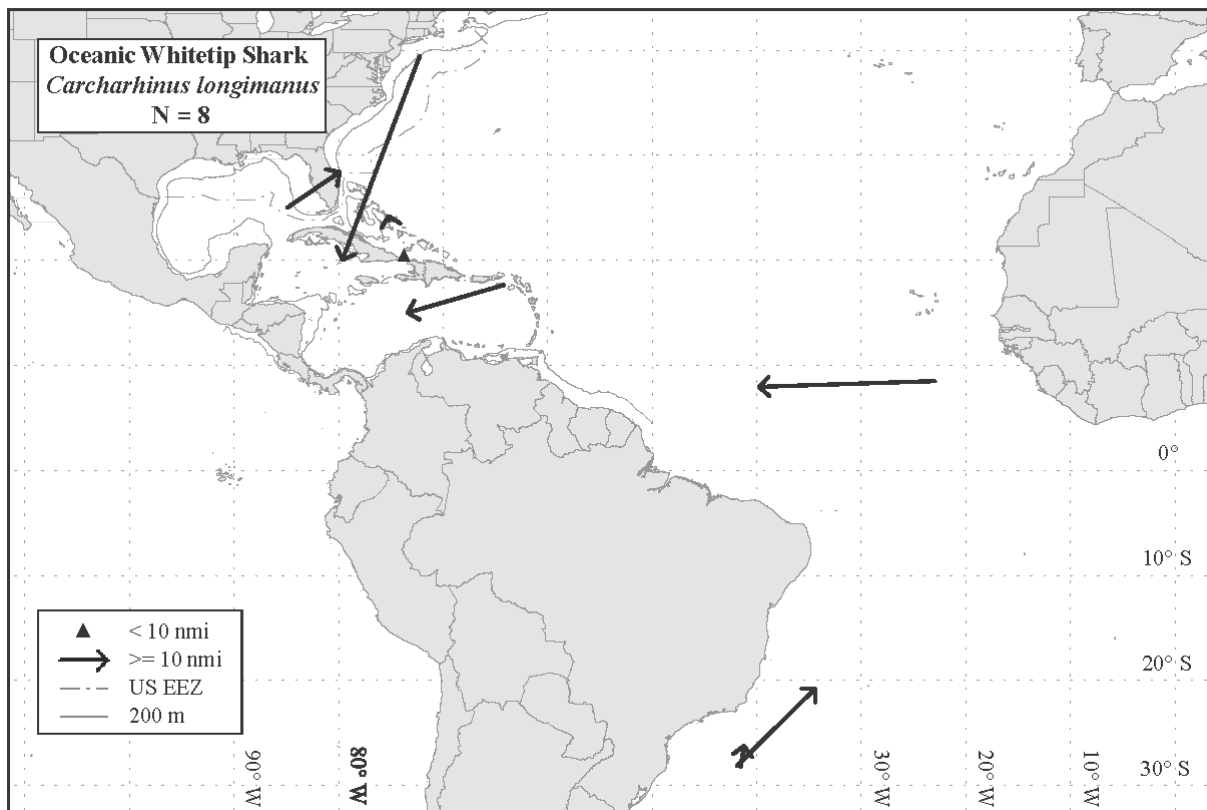 Oceanic Whitetip Shark
Carcharhinus longimanus
N = 8
0°
10° S
20° S
30° S
< 10 nmi
>= 10 nmi
US EEZ
200 m
90°W
80°W
30°W
20°W
10°W